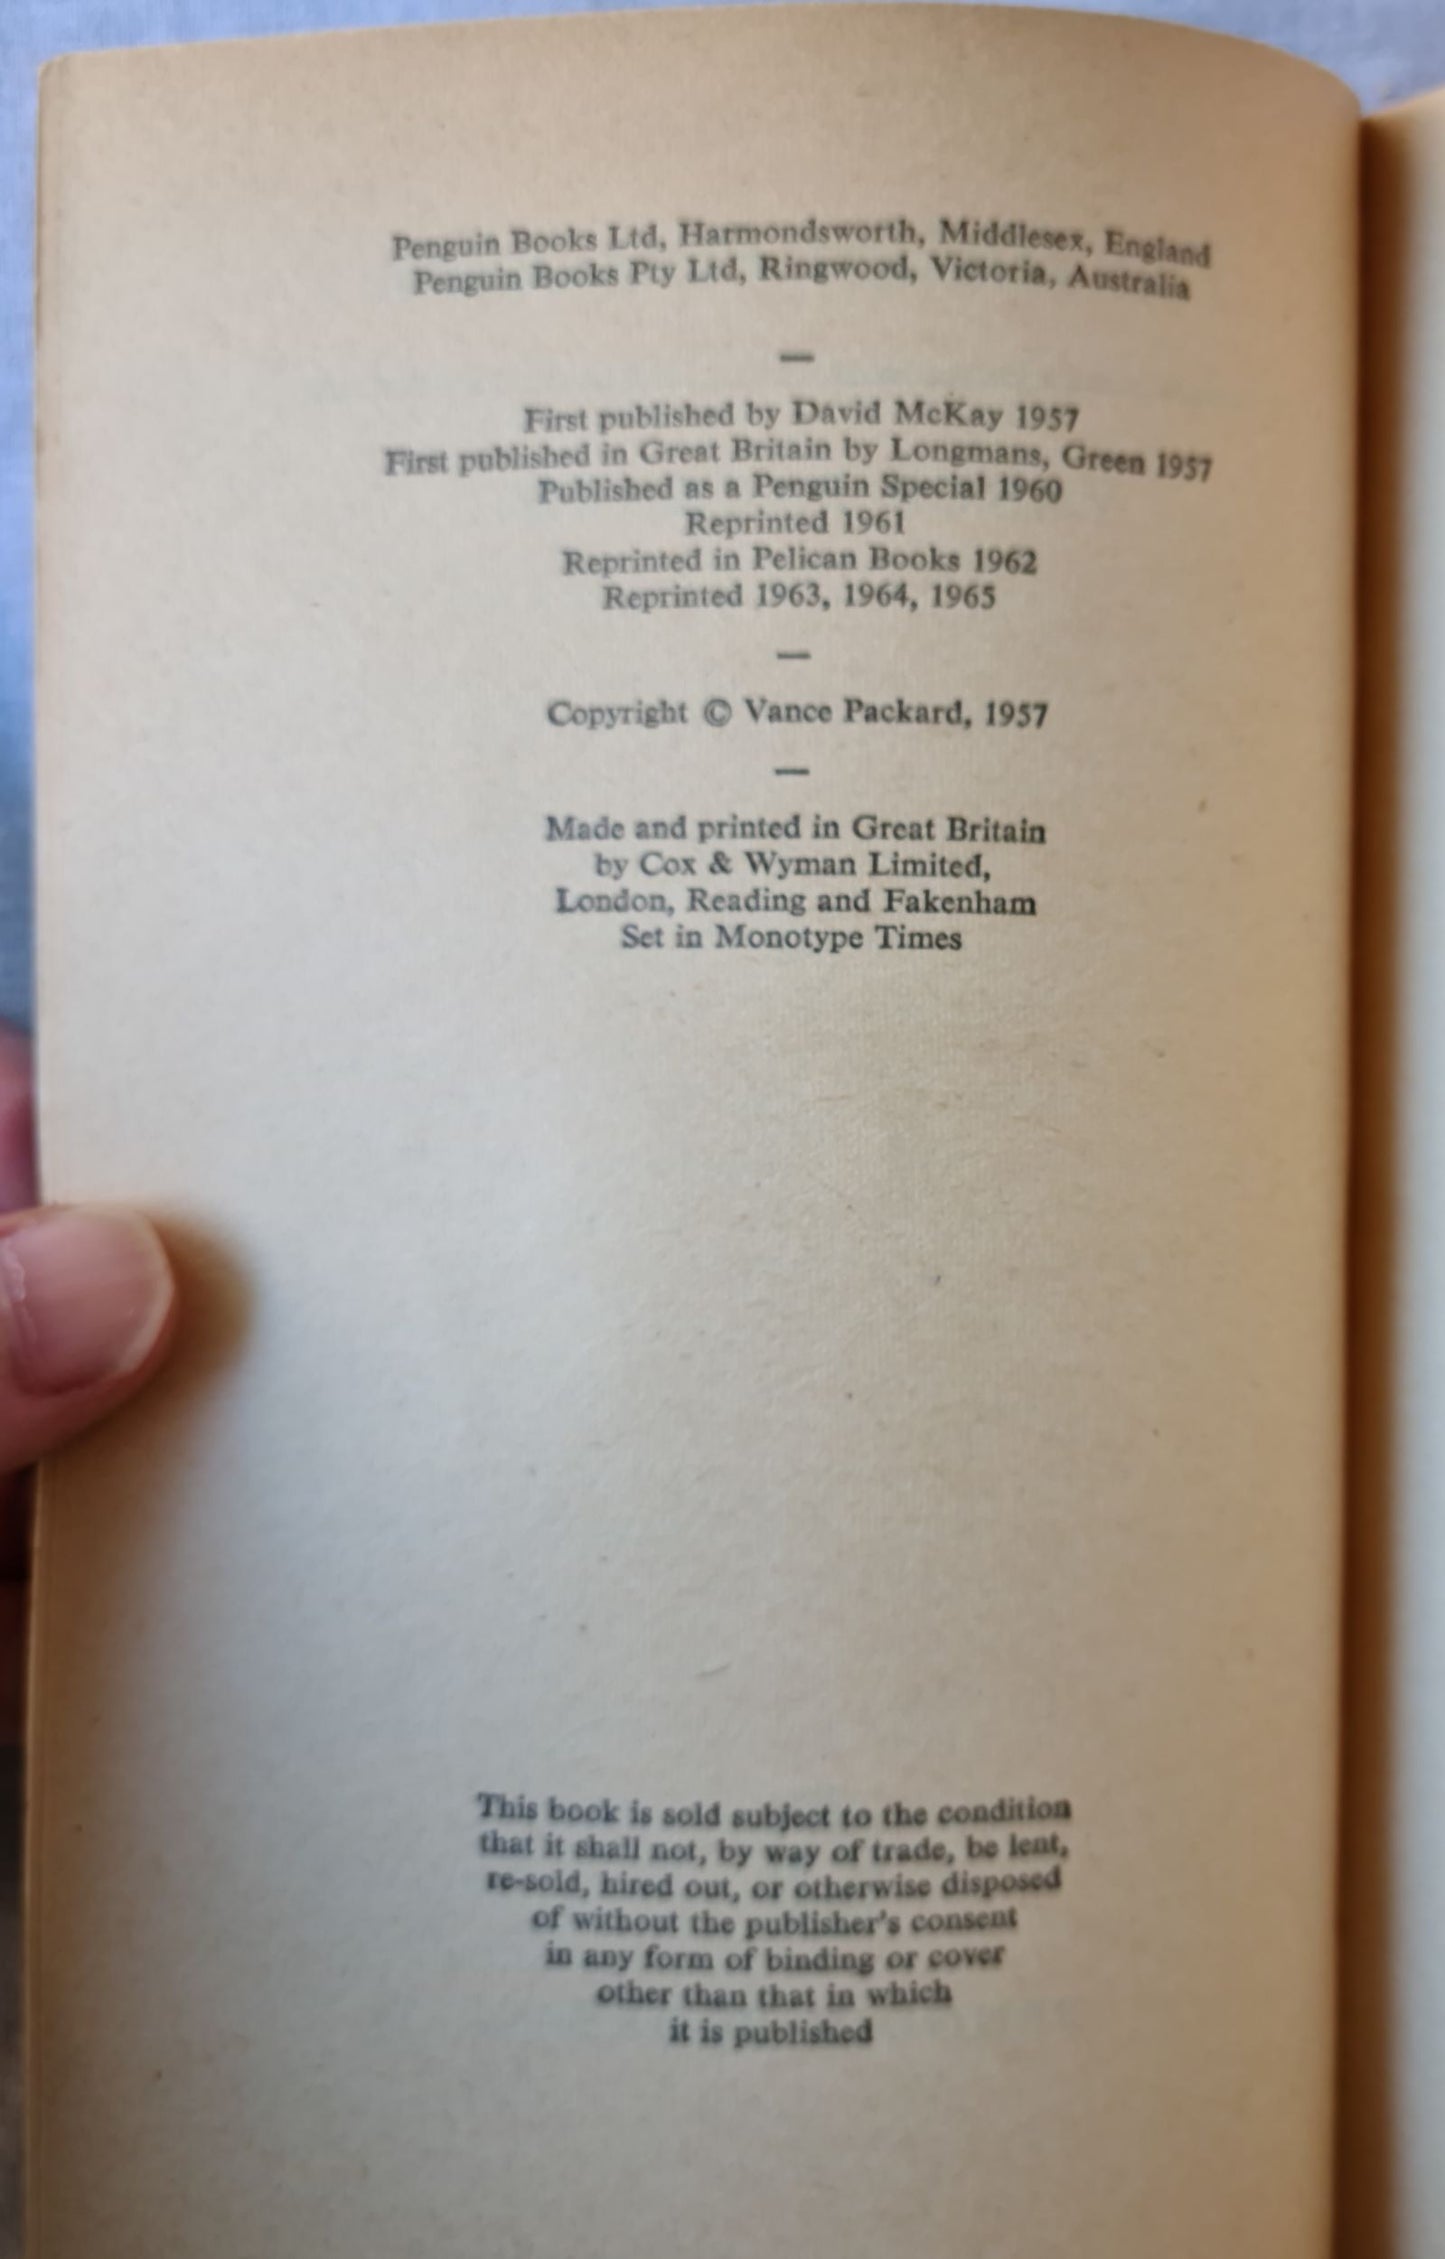 Penguin Books Ltd, Harmondsworth, Middlesex, England
Penguin Books Pty Ltd, Ringwood, Victoria, Australia
—
First published by David McKay 1957
First published in Great Britain by Longmans, Green 1957
Published as a Penguin Special 1960
Reprinted 1961
Reprinted in Pelican Books 1962
Reprinted 1963, 1964, 1965
—
Copyright © Vance Packard, 1957
—
Made and printed in Great Britain
by Cox & Wyman Limited,
London, Reading and Fakenham
Set in Monotype Times
This book is sold subject to the condition
that it shall not, by way of trade, be lent,
re-sold, hired out, or otherwise disposed
of without the publisher's consent
in any form of binding or cover
other than that in which
it is published